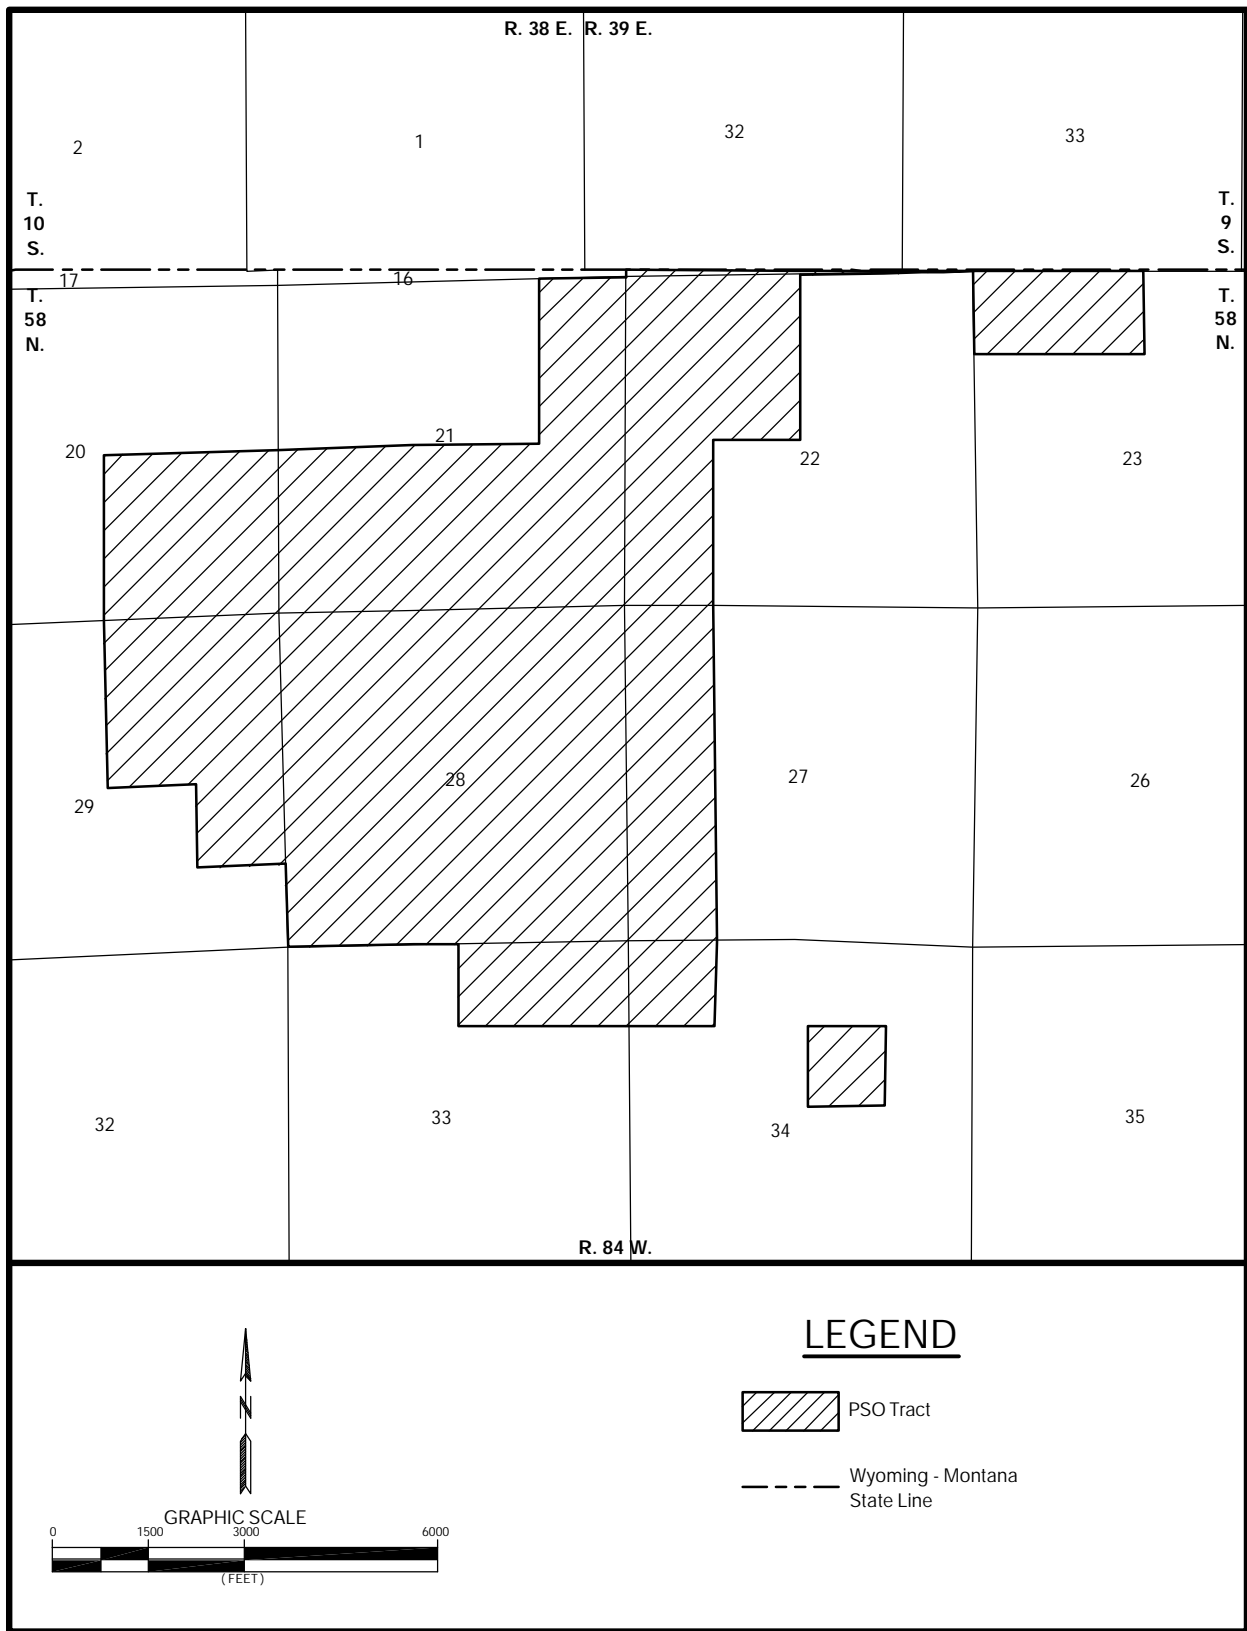 R. 38 E. R. 39 E.
2
1
32
33
T.
10
S.
T.
9
S.
17
16
T.
58
N.
T.
58
N.
20
21
22
23
29
28
27
26
32
33
34
35
R. 84 W.
LEGEND
PSO Tract
Wyoming - Montana
State Line
N
GRAPHIC SCALE
0 1500 3000 6000
(FEET)